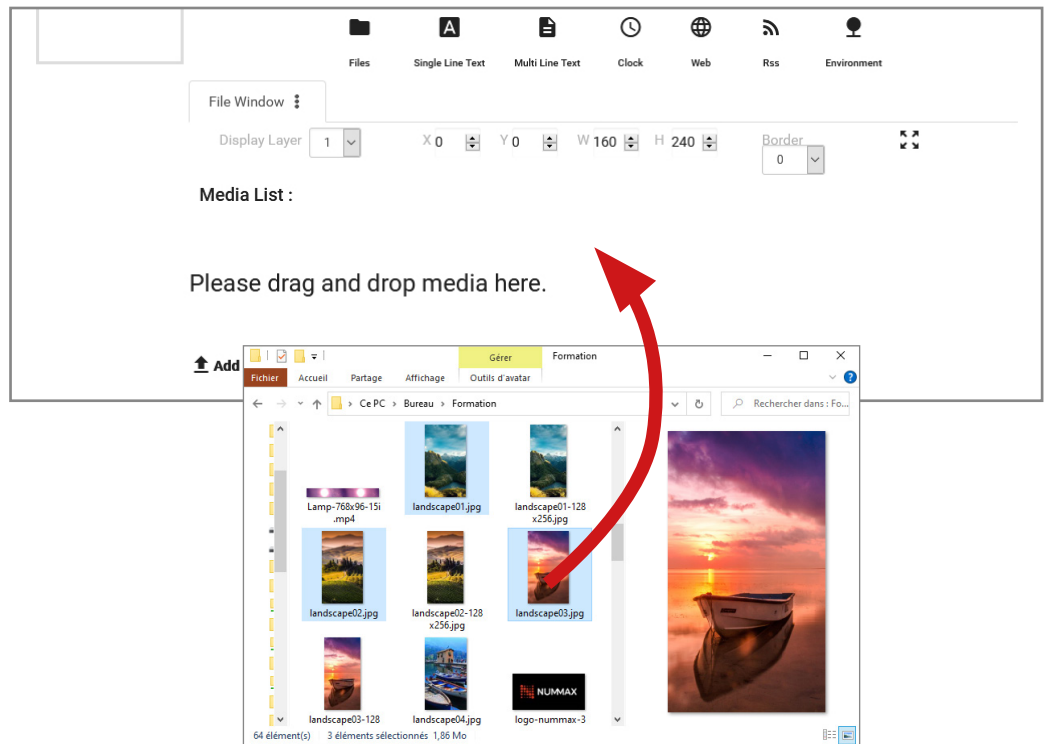 Files Single Line Text Multi Line Text Clock Web Rss Environment
File Window
Display Layer 1 X 0 Y 0 W 160 H 240 Border
0
Media List :
Please drag and drop media here.
Add
Gérer Formation
Fichier Accueil Partage Affichage Outils d'avatar
Ce PC > Bureau > Formation Rechercher dans : Fo...
Lamp-768x96-15i landscape01.jpg landscape01-128
.mp4 x256.jpg
landscape02.jpg landscape02-128 landscape03.jpg
x256.jpg
NUMMAX
landscape03-128 landscape04.jpg logo-nummax-3
64 élément(s) 3 éléments sélectionnés 1,86 Mo